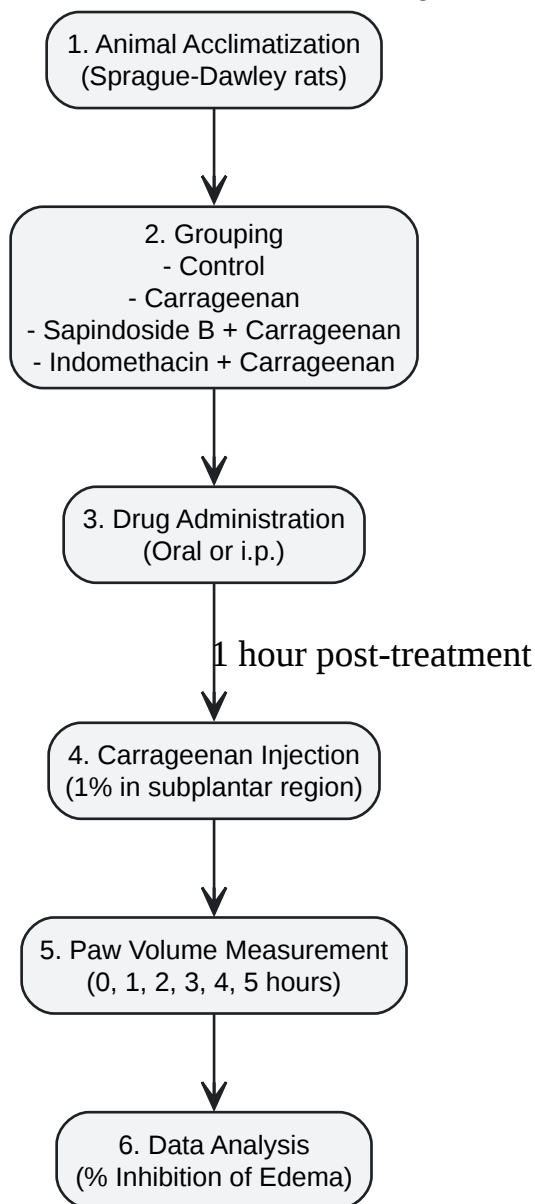 1. Animal Acclimatization
(Sprague-Dawley rats)
2. Grouping
- Control
- Carrageenan
- Sapindoside B + Carrageenan
- Indomethacin + Carrageenan
3. Drug Administration
(Oral or i.p.)
1 hour post-treatment
4. Carrageenan Injection
(1% in subplantar region)
5. Paw Volume Measurement
(0, 1, 2, 3, 4, 5 hours)
6. Data Analysis
(% Inhibition of Edema)